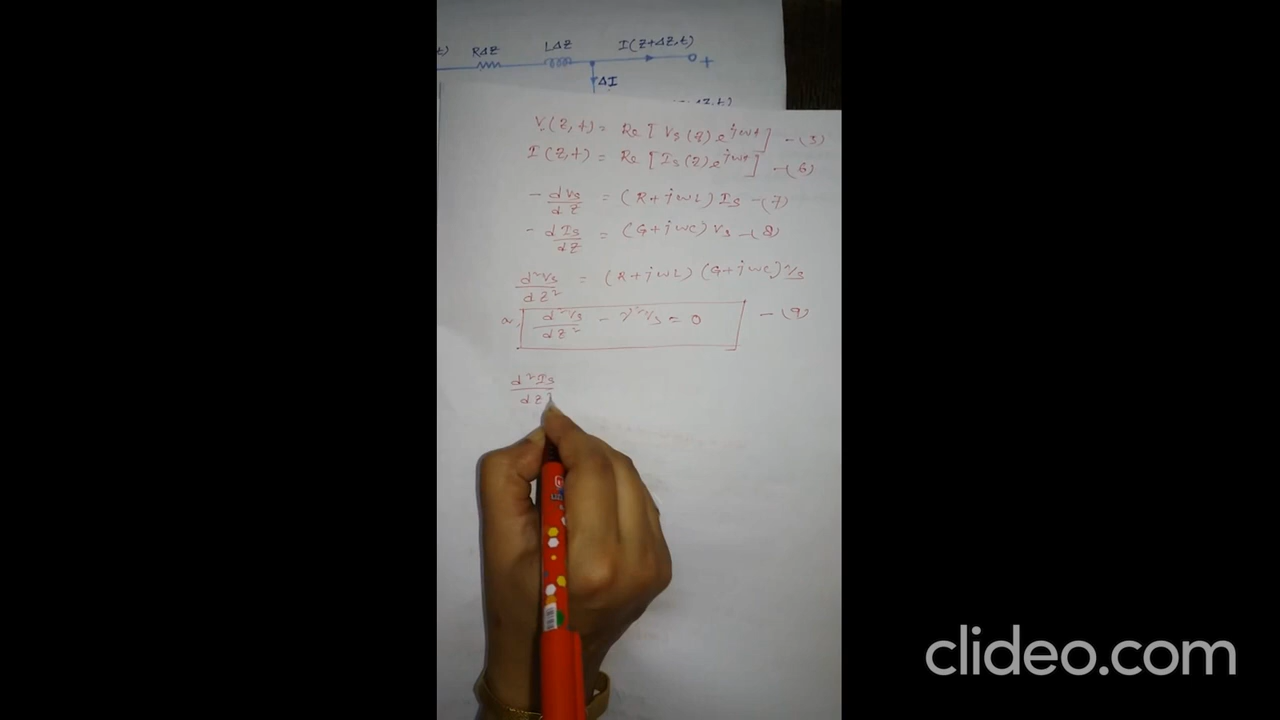 t) RΔZ LΔZ I(Z+ΔZ,t)
+
ΔI
ΔZ,t)
V(Z,t) = Re[Vs(z)e^jωt] —(5)
I(Z,t) = Re[Is(z)e^jωt] —(6)
- dVs/dZ = (R+jωL) Is —(7)
- dIs/dZ = (G+jωC) Vs —(8)
d²Vs/dZ² = (R+jωL) (G+jωC) Vs
or, d²Vs/dZ² - γ²Vs = 0 —(9)
d²Is/dZ²
clideo.com